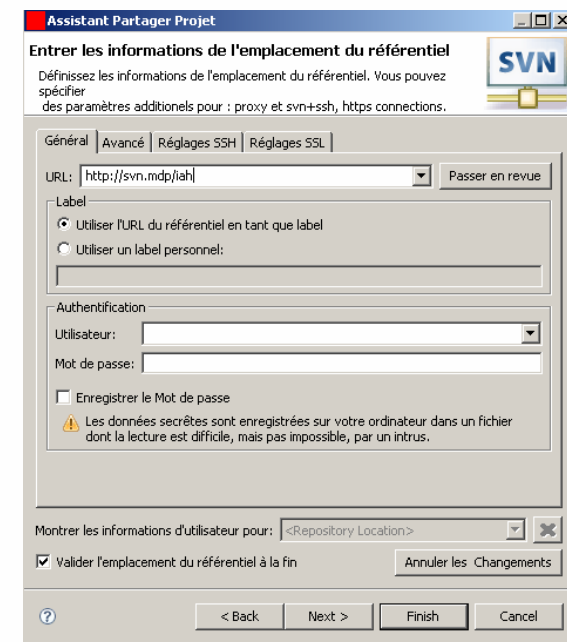 Assistant Partager Projet
Entrer les informations de l'emplacement du référentiel
Définissez les informations de l'emplacement du référentiel. Vous pouvez
spécifier
des paramètres additionels pour : proxy et svn+ssh, https connections.
SVN
Général Avancé Réglages SSH Réglages SSL
URL: http://svn.mdp/iah Passer en revue
Label
Utiliser l'URL du référentiel en tant que label
Utiliser un label personnel:
Authentification
Utilisateur:
Mot de passe:
Enregistrer le Mot de passe
Les données secrêtes sont enregistrées sur votre ordinateur dans un fichier
dont la lecture est difficile, mais pas impossible, par un intrus.
Montrer les informations d'utilisateur pour: <Repository Location>
Valider l'emplacement du référentiel à la fin Annuler les Changements
? < Back Next > Finish Cancel